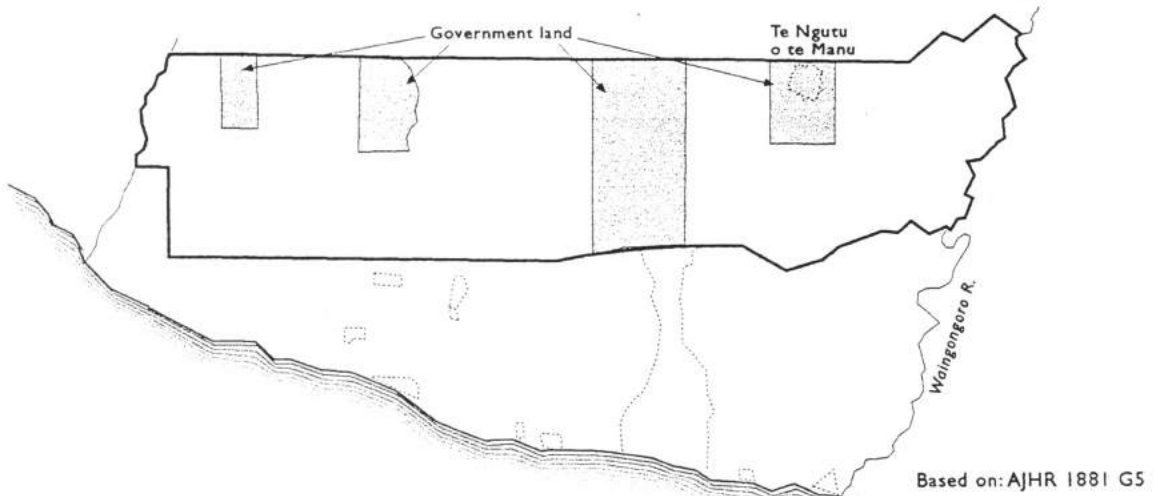 Government land
Te Ngutu
o te Manu
Waingongoro R.
Based on: AJHR 1881 G5